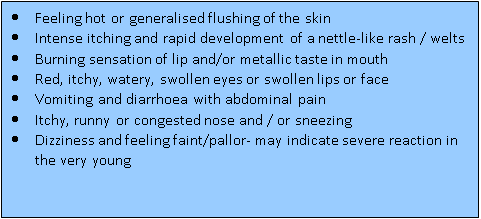 • Feeling hot or generalised flushing of the skin
• Intense itching and rapid development of a nettle-like rash / welts
• Burning sensation of lip and/or metallic taste in mouth
• Red, itchy, watery, swollen eyes or swollen lips or face
• Vomiting and diarrhoea with abdominal pain
• Itchy, runny or congested nose and / or sneezing
• Dizziness and feeling faint/pallor- may indicate severe reaction in
the very young